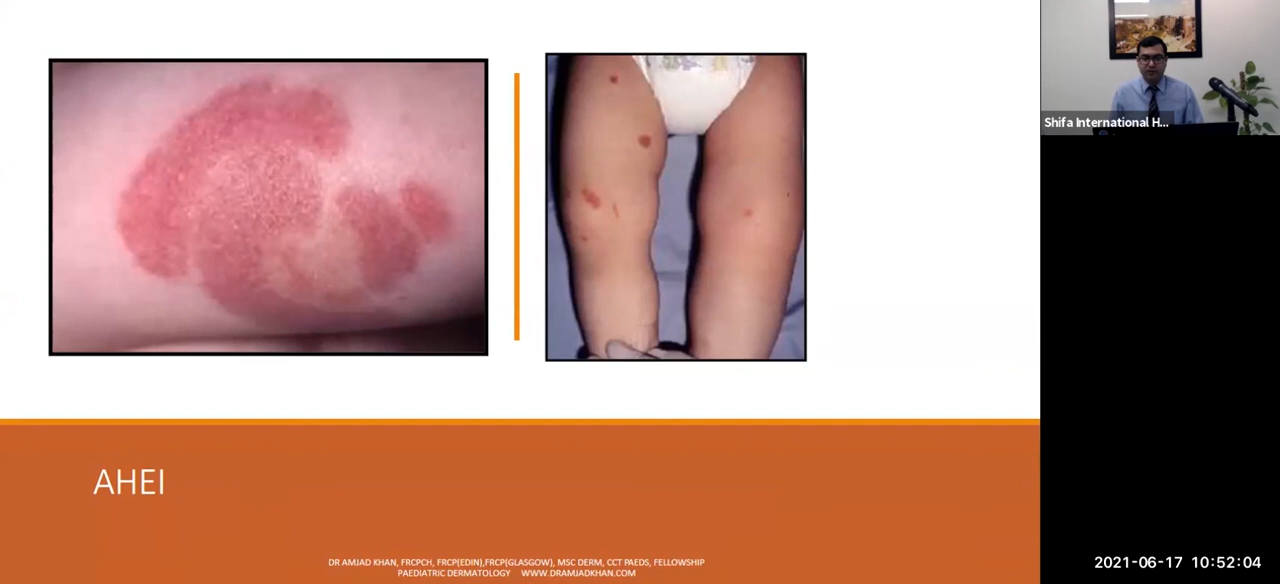 Shifa International H...
AHEI
DR AMJAD KHAN, FRCPCH, FRCP(EDIN),FRCP(GLASGOW), MSC DERM, CCT PAEDS, FELLOWSHIP
PAEDIATRIC DERMATOLOGY WWW.DRAMJADKHAN.COM
2021-06-17 10:52:04